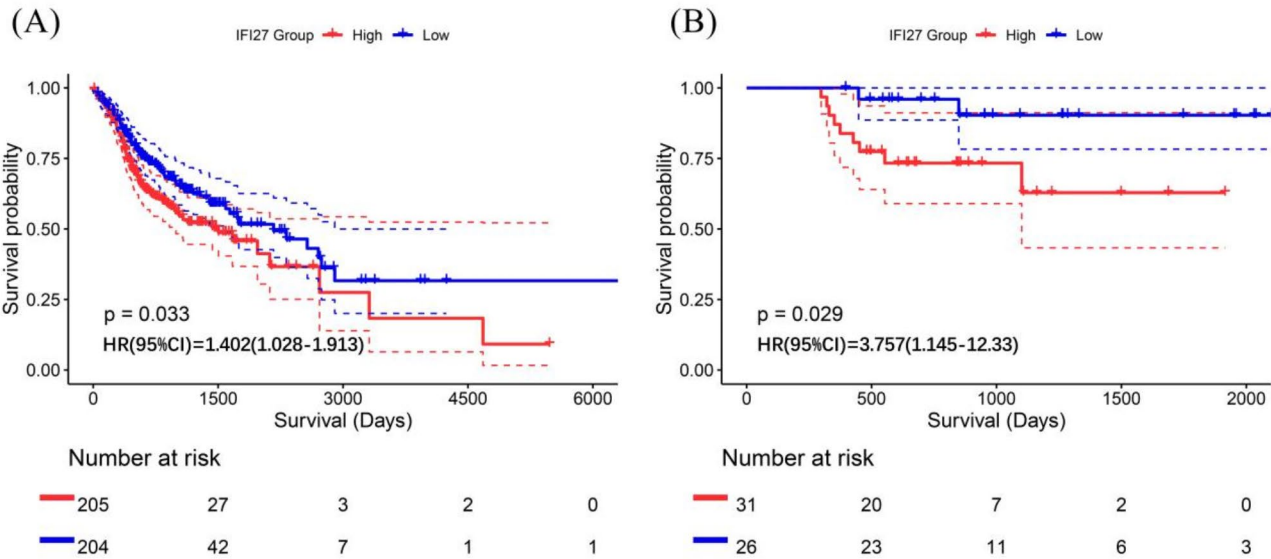 (A)
IFI27 Group High Low
1.00
0.75
0.50
0.25
0.00
Survival probability
p = 0.033
HR(95%CI)=1.402(1.028-1.913)
0 1500 3000 4500 6000
Survival (Days)
Number at risk
205 27 3 2 0
204 42 7 1 1
(B)
IFI27 Group High Low
1.00
0.75
0.50
0.25
0.00
Survival probability
p = 0.029
HR(95%CI)=3.757(1.145-12.33)
0 500 1000 1500 2000
Survival (Days)
Number at risk
31 20 7 2 0
26 23 11 6 3